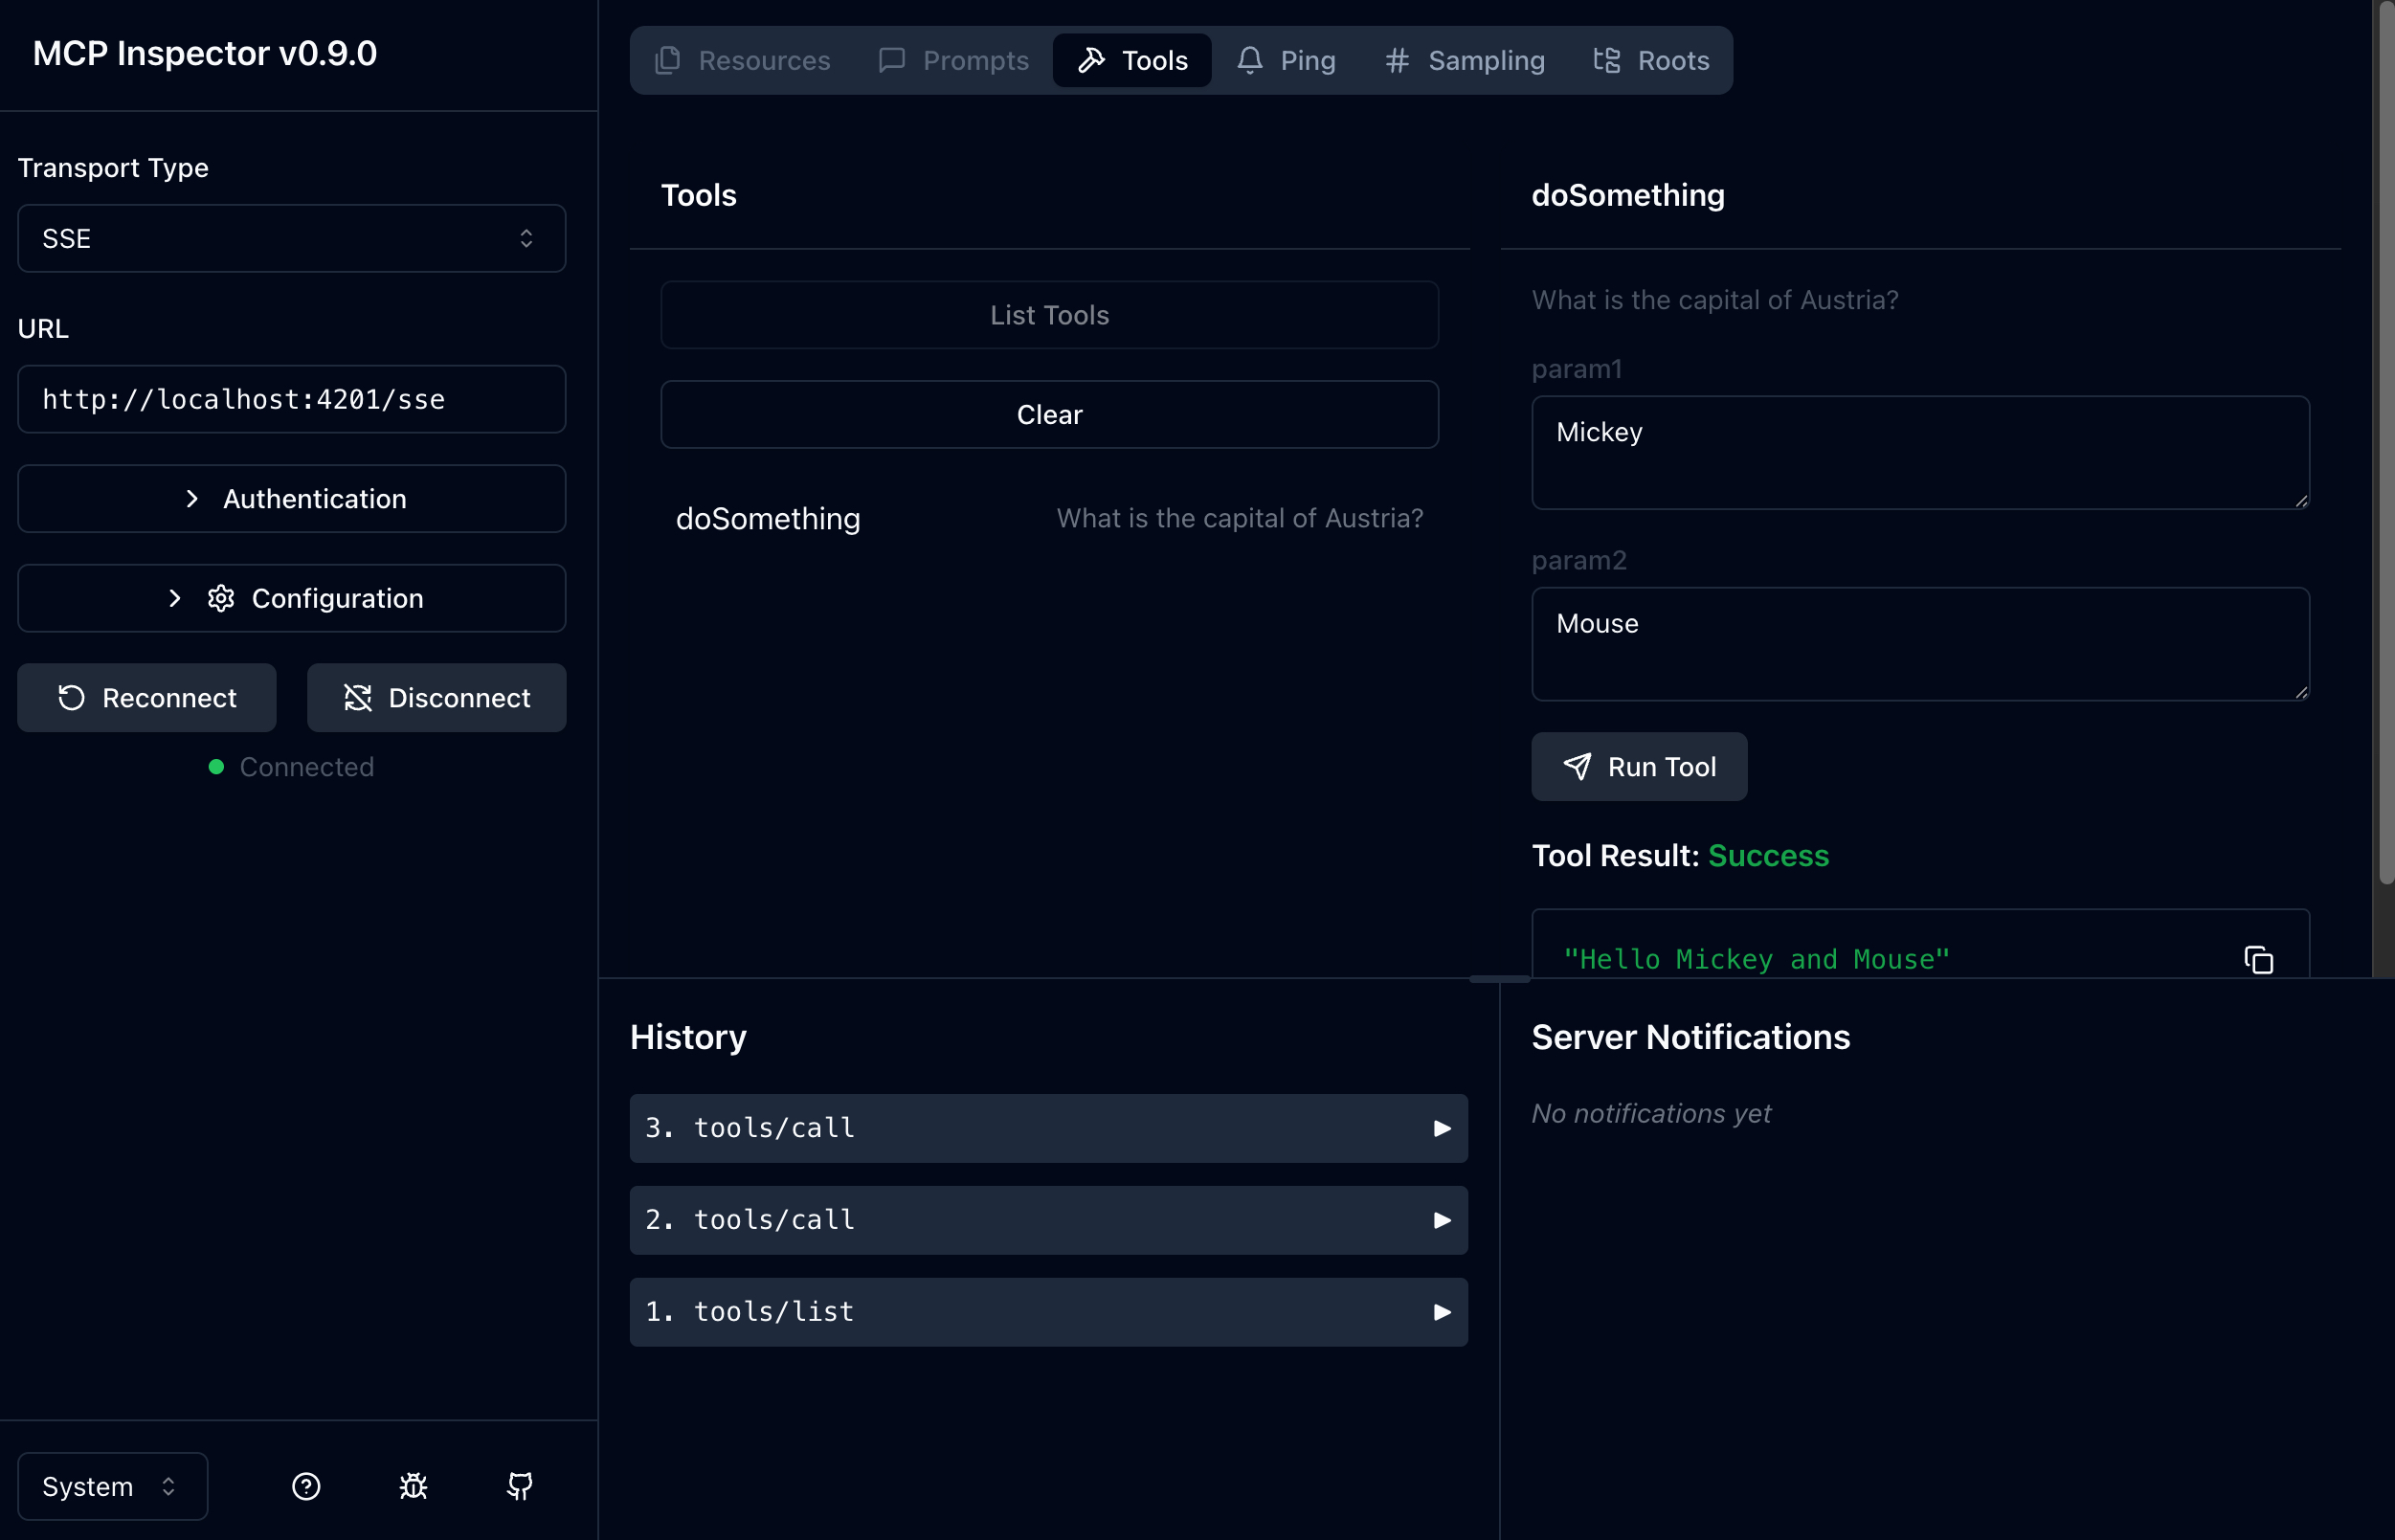 MCP Inspector v0.9.0
Transport Type
SSE
URL
http://localhost:4201/sse
Authentication
Configuration
Reconnect Disconnect
Connected
System
Resources Prompts Tools Ping Sampling Roots
Tools
List Tools
Clear
doSomething What is the capital of Austria?
doSomething
What is the capital of Austria?
param1
Mickey
param2
Mouse
Run Tool
Tool Result: Success
"Hello Mickey and Mouse"
History
3. tools/call
2. tools/call
1. tools/list
Server Notifications
No notifications yet